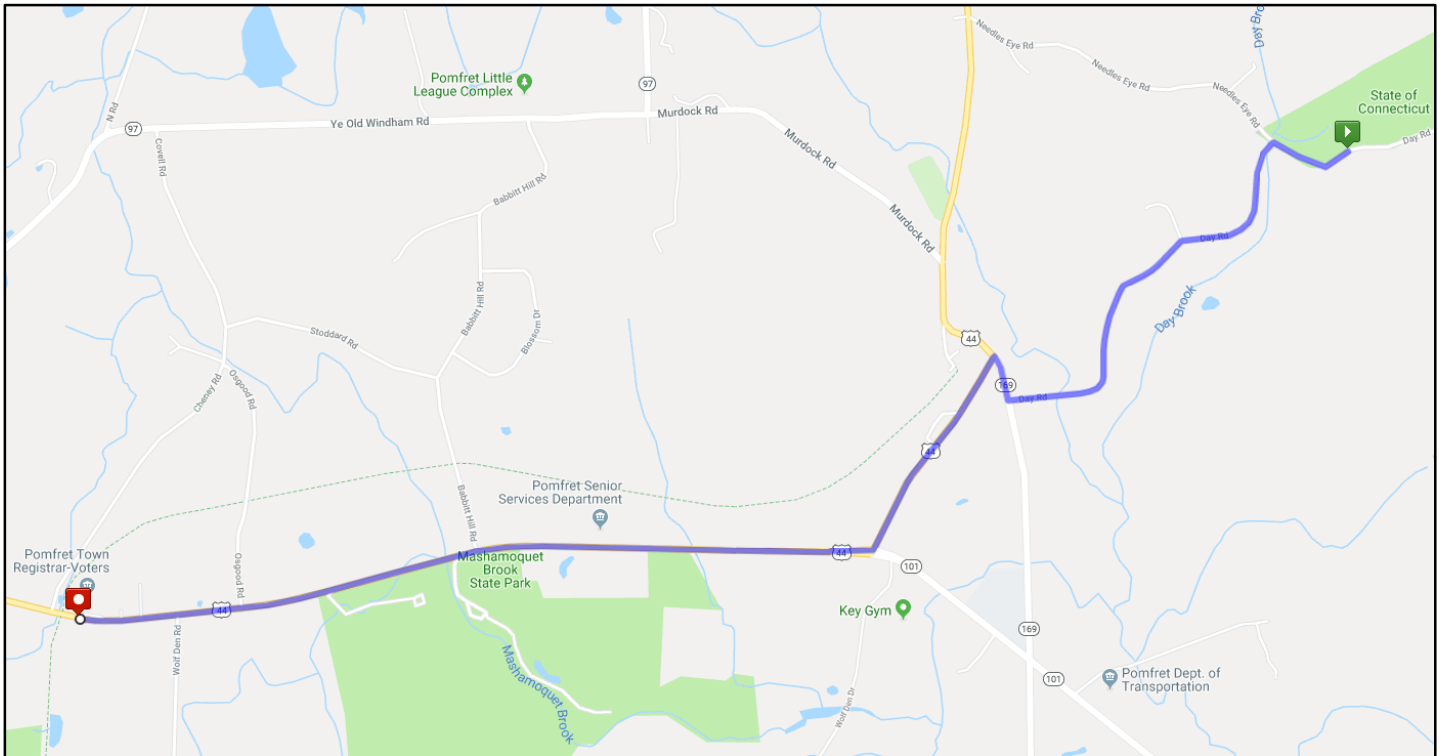 Needles Eye Rd
Day Bro
Pomfret Little
League Complex
97
Needles Eye Rd
Needles Eye Rd
State of
Connecticut
N Rd
97
Ye Old Windham Rd
Murdock Rd
Day Rd
Covell Rd
Murdock Rd
Babbitt Hill Rd
Murdock Rd
Day Rd
Babbitt Hill Rd
Blossom Dr
Day Brook
Stoddard Rd
44
Cheney Rd
Osgood Rd
169
Day Rd
44
Pomfret Senior
Services Department
Babbitt Hill Rd
Pomfret Town
Registrar-Voters
Osgood Rd
Mashamoquet
Brook
State Park
44
101
44
Key Gym
Wolf Den Rd
169
Mashamoquet Brook
Wolf Den Dr
101
Pomfret Dept. of
Transportation